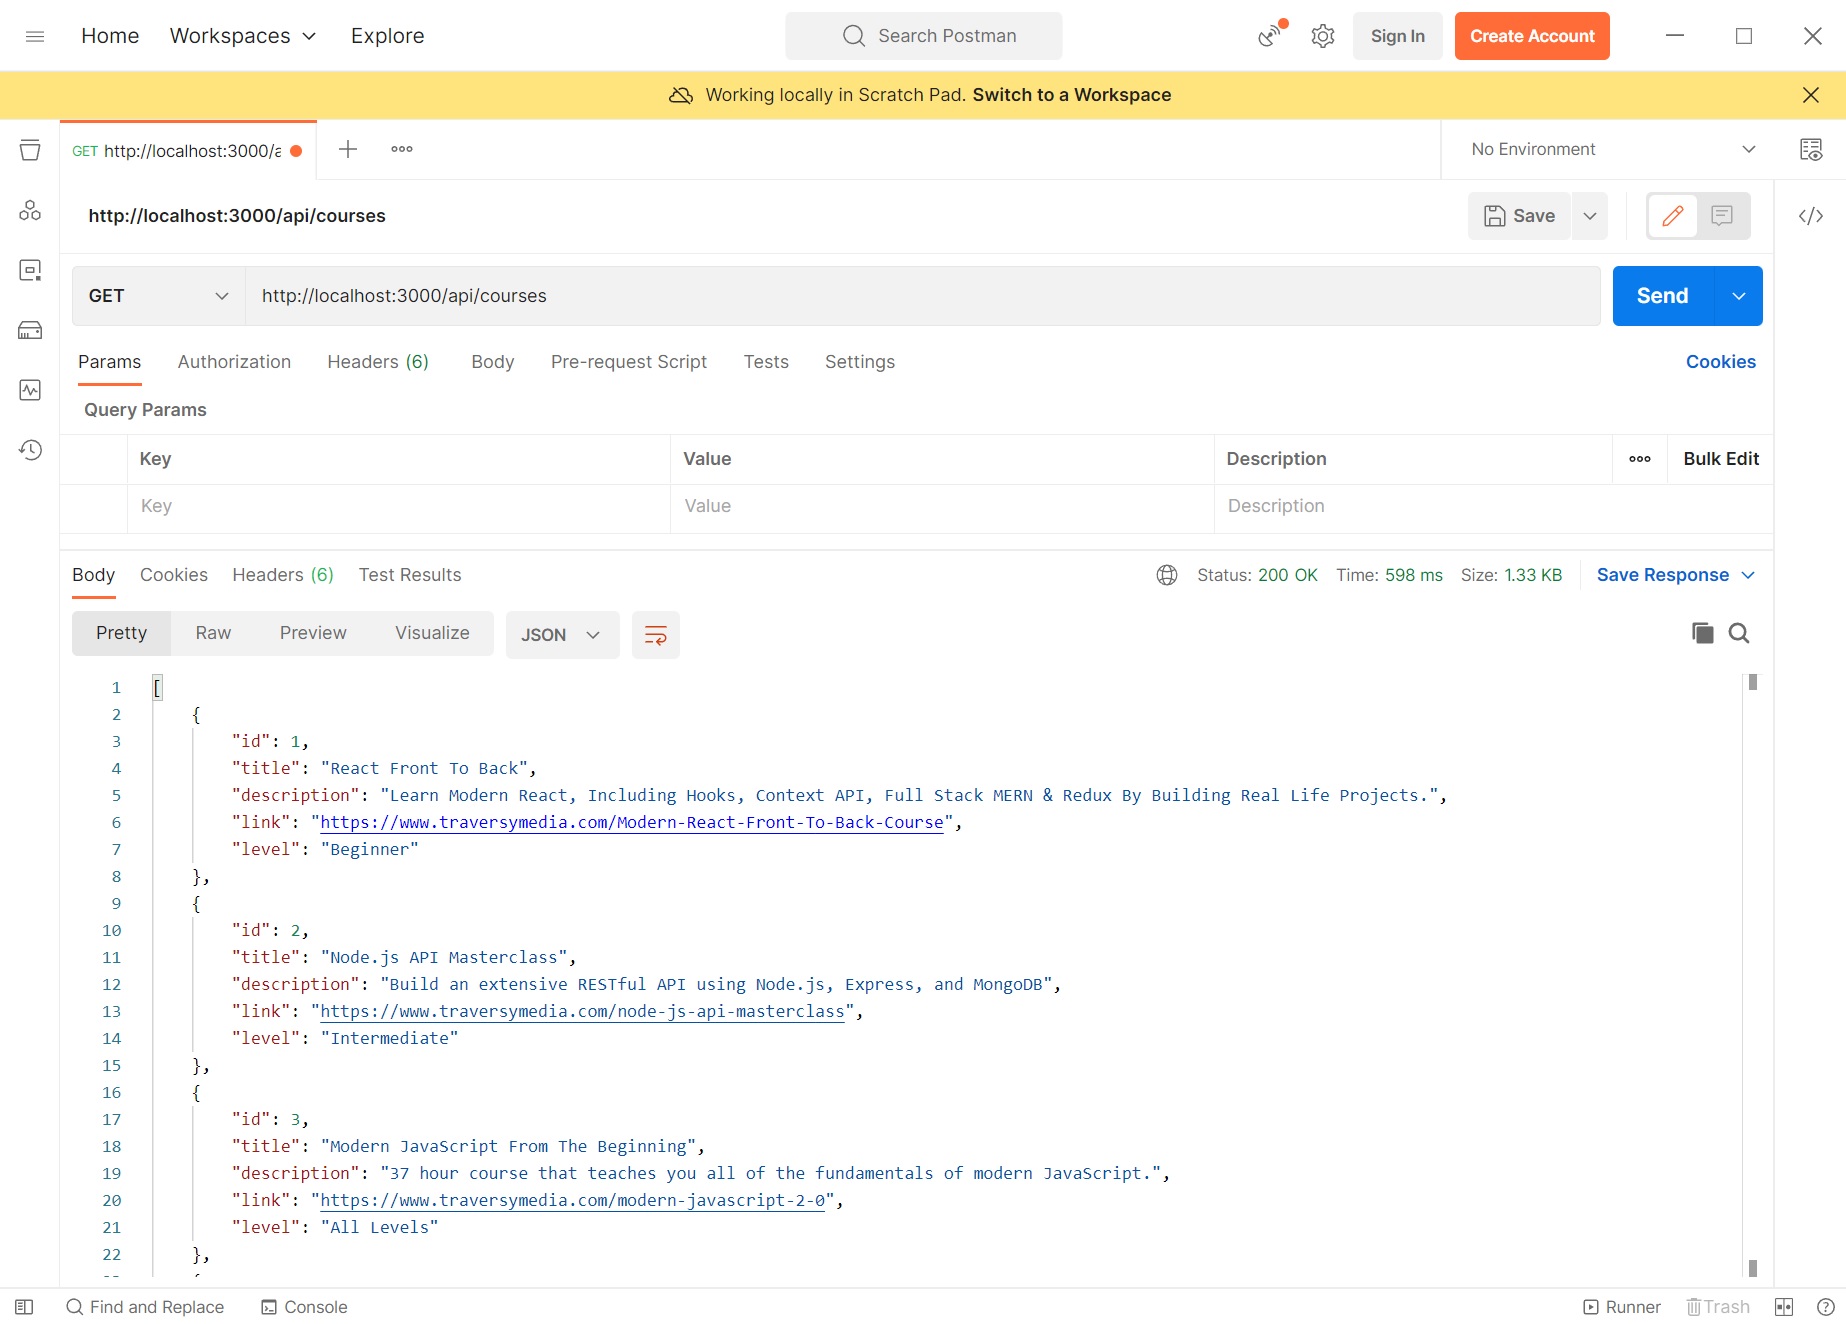 Home Workspaces Explore Search Postman Sign In Create Account
Working locally in Scratch Pad. Switch to a Workspace
GET http://localhost:3000/a No Environment
http://localhost:3000/api/courses Save
GET http://localhost:3000/api/courses Send
Params Authorization Headers (6) Body Pre-request Script Tests Settings Cookies
Query Params
Key Value Description Bulk Edit
Key Value Description
Body Cookies Headers (6) Test Results Status: 200 OK Time: 598 ms Size: 1.33 KB Save Response
Pretty Raw Preview Visualize JSON
1 [
2 {
3 "id": 1,
4 "title": "React Front To Back",
5 "description": "Learn Modern React, Including Hooks, Context API, Full Stack MERN & Redux By Building Real Life Projects.",
6 "link": "https://www.traversymedia.com/Modern-React-Front-To-Back-Course",
7 "level": "Beginner"
8 },
9 {
10 "id": 2,
11 "title": "Node.js API Masterclass",
12 "description": "Build an extensive RESTful API using Node.js, Express, and MongoDB",
13 "link": "https://www.traversymedia.com/node-js-api-masterclass",
14 "level": "Intermediate"
15 },
16 {
17 "id": 3,
18 "title": "Modern JavaScript From The Beginning",
19 "description": "37 hour course that teaches you all of the fundamentals of modern JavaScript.",
20 "link": "https://www.traversymedia.com/modern-javascript-2-0",
21 "level": "All Levels"
22 },
Find and Replace Console Runner Trash